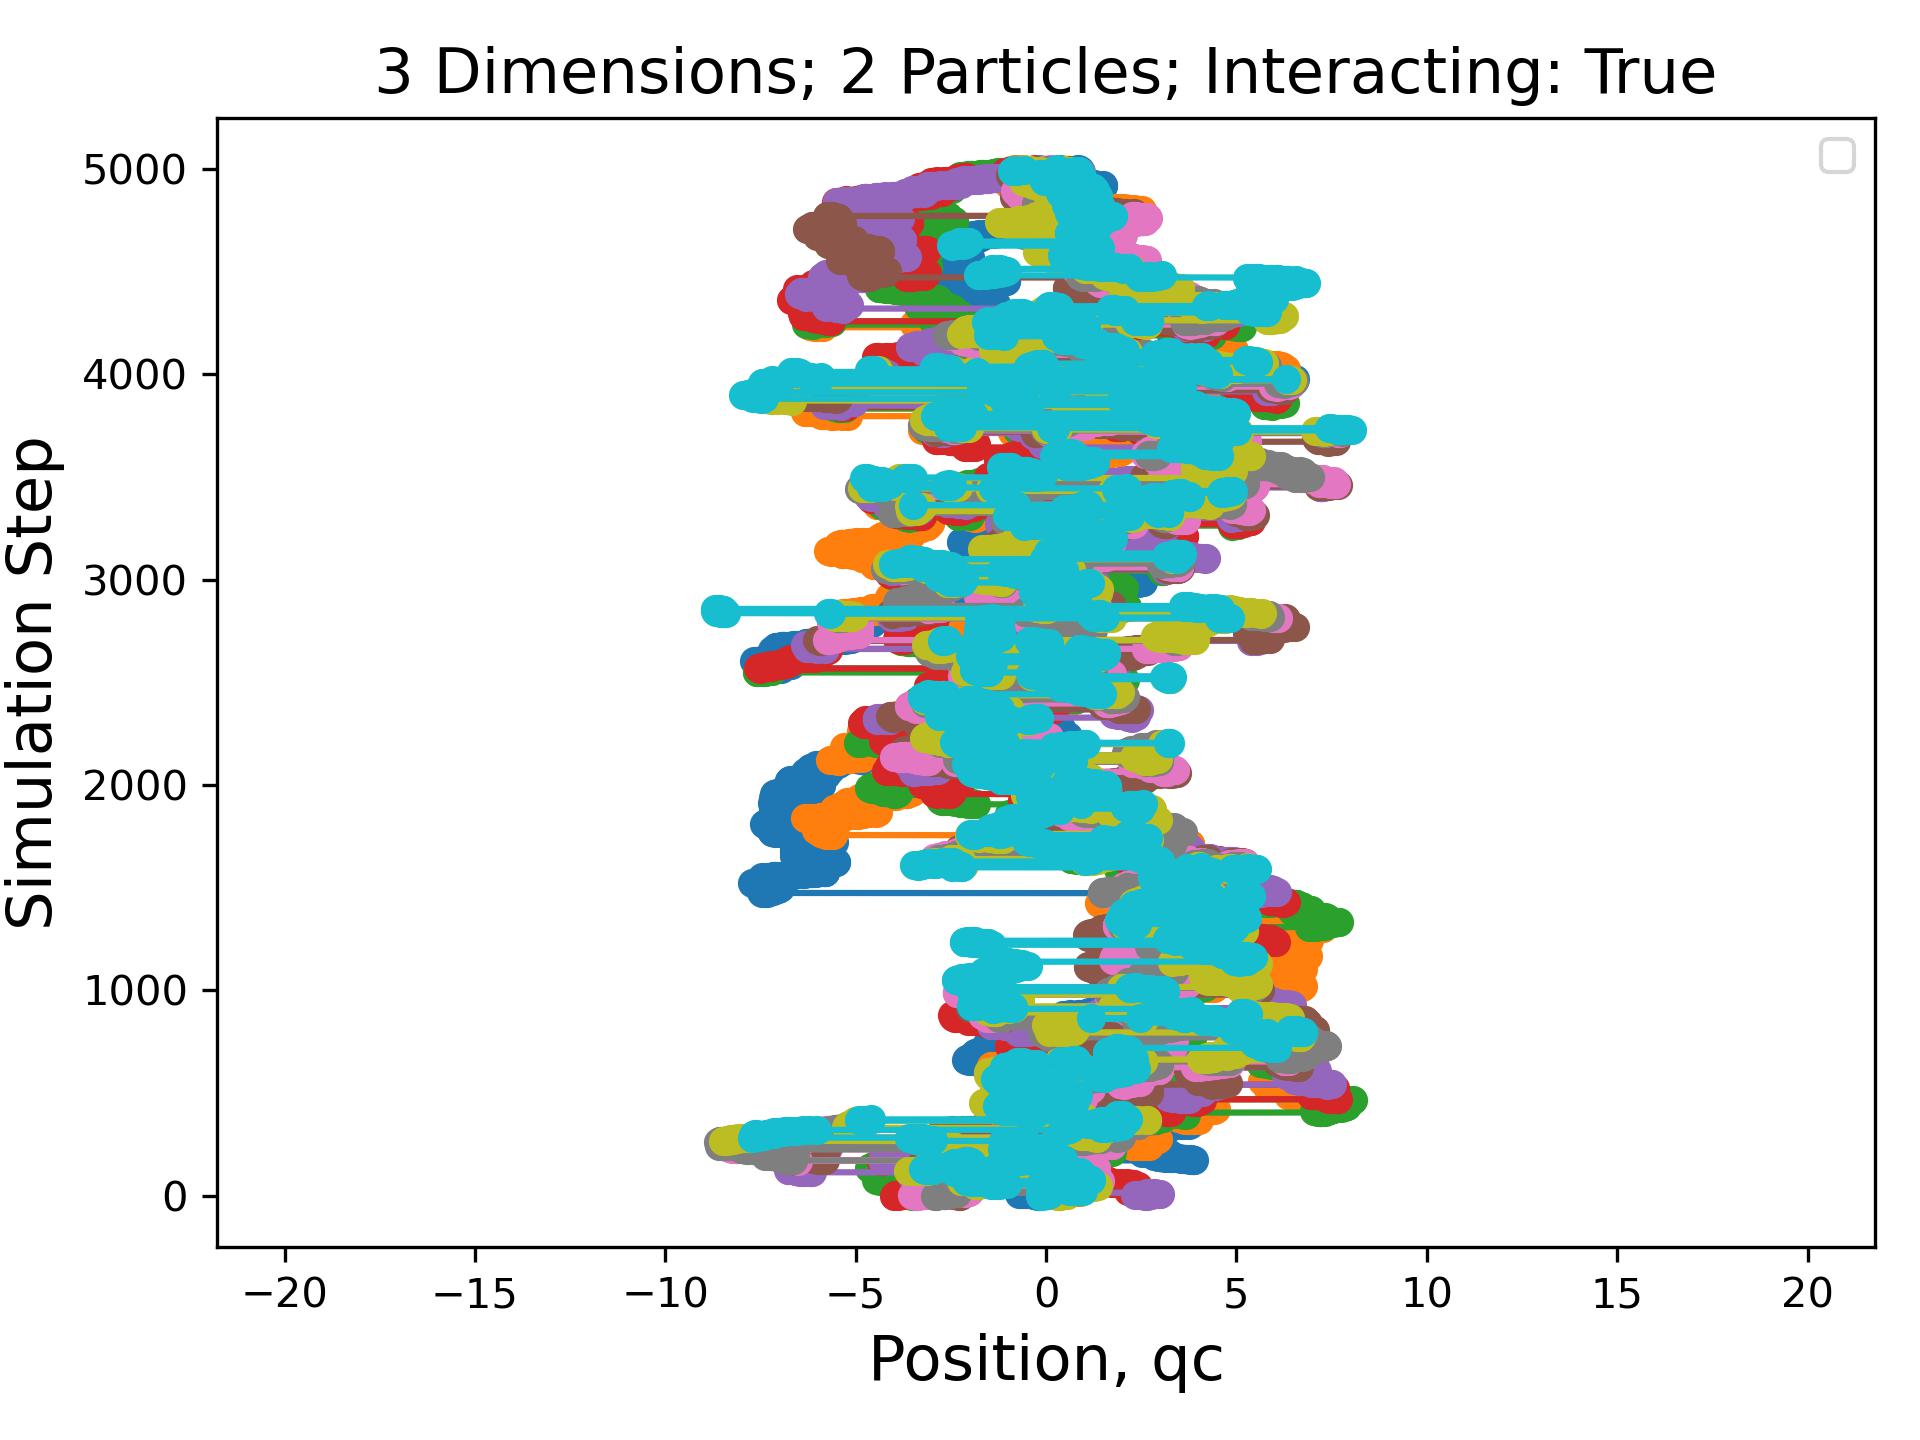 3 Dimensions; 2 Particles; Interacting: True
Simulation Step
5000
4000
3000
2000
1000
0
−20 −15 −10 −5 0 5 10 15 20
Position, qc